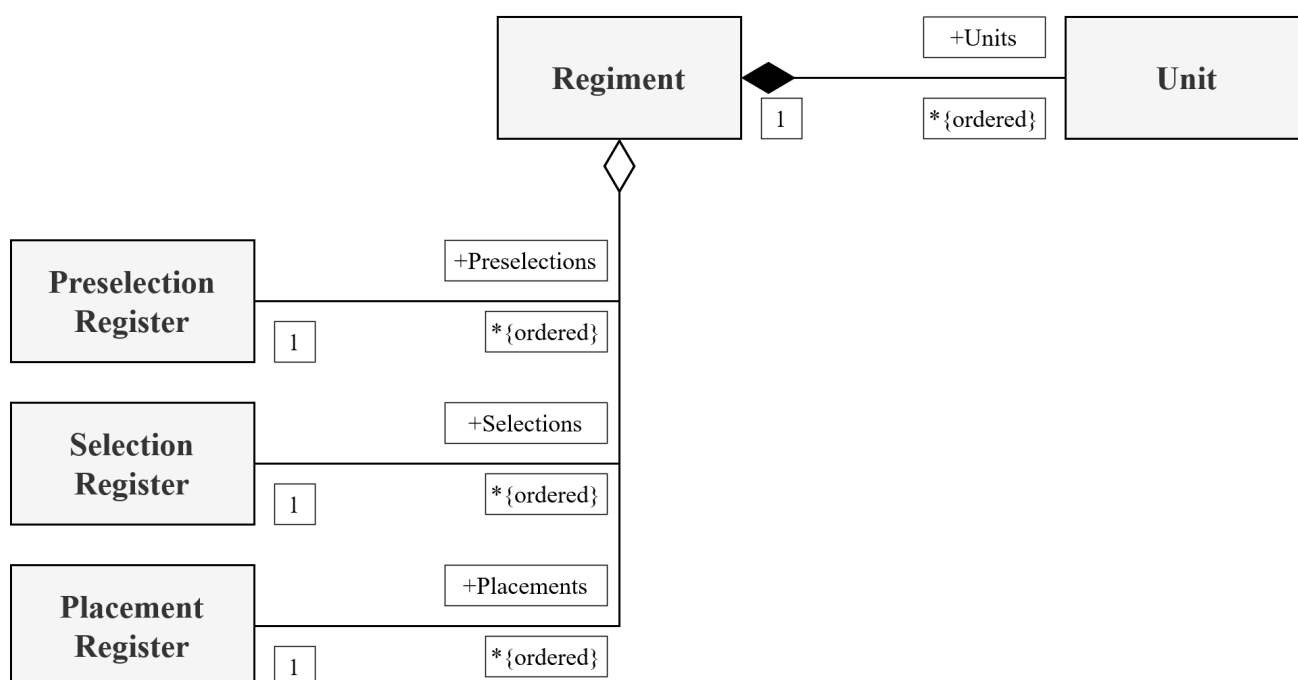 +Units
Regiment
Unit
1
*{ordered}
+Preselections
Preselection
Register
*{ordered}
1
+Selections
Selection
Register
*{ordered}
1
+Placements
Placement
Register
*{ordered}
1